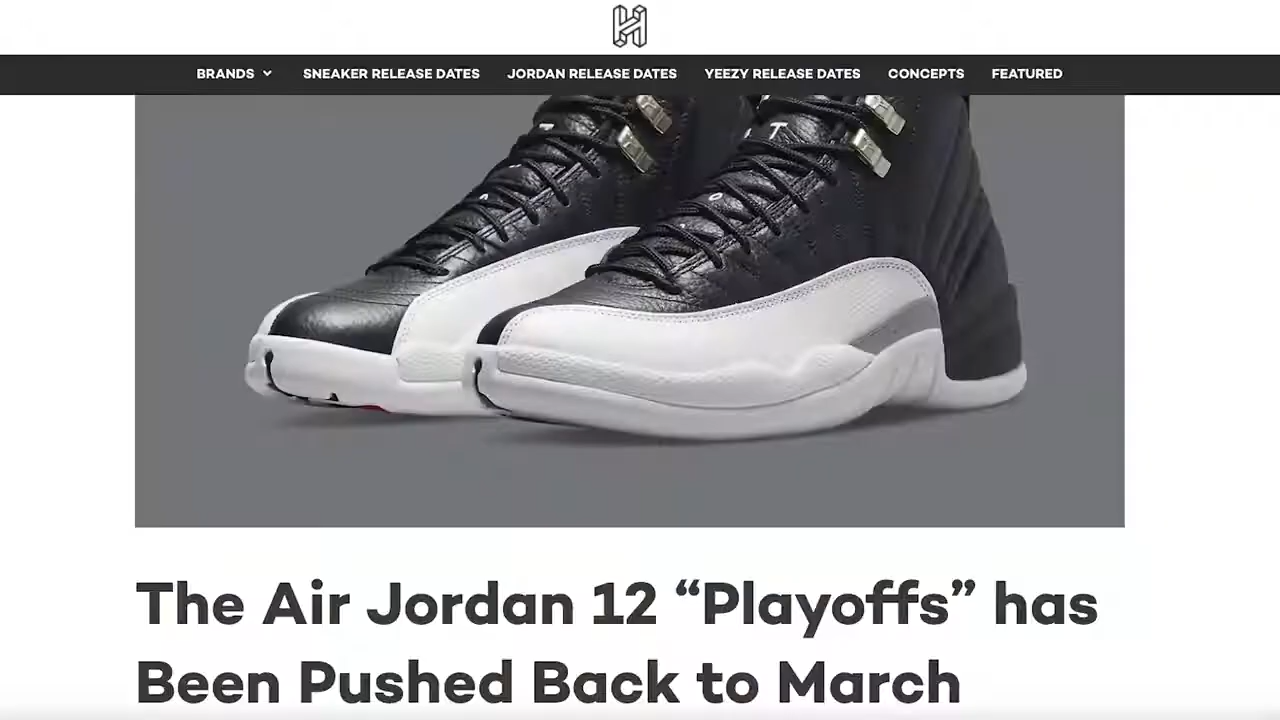 BRANDS SNEAKER RELEASE DATES JORDAN RELEASE DATES YEEZY RELEASE DATES CONCEPTS FEATURED
The Air Jordan 12 “Playoffs” has
Been Pushed Back to March